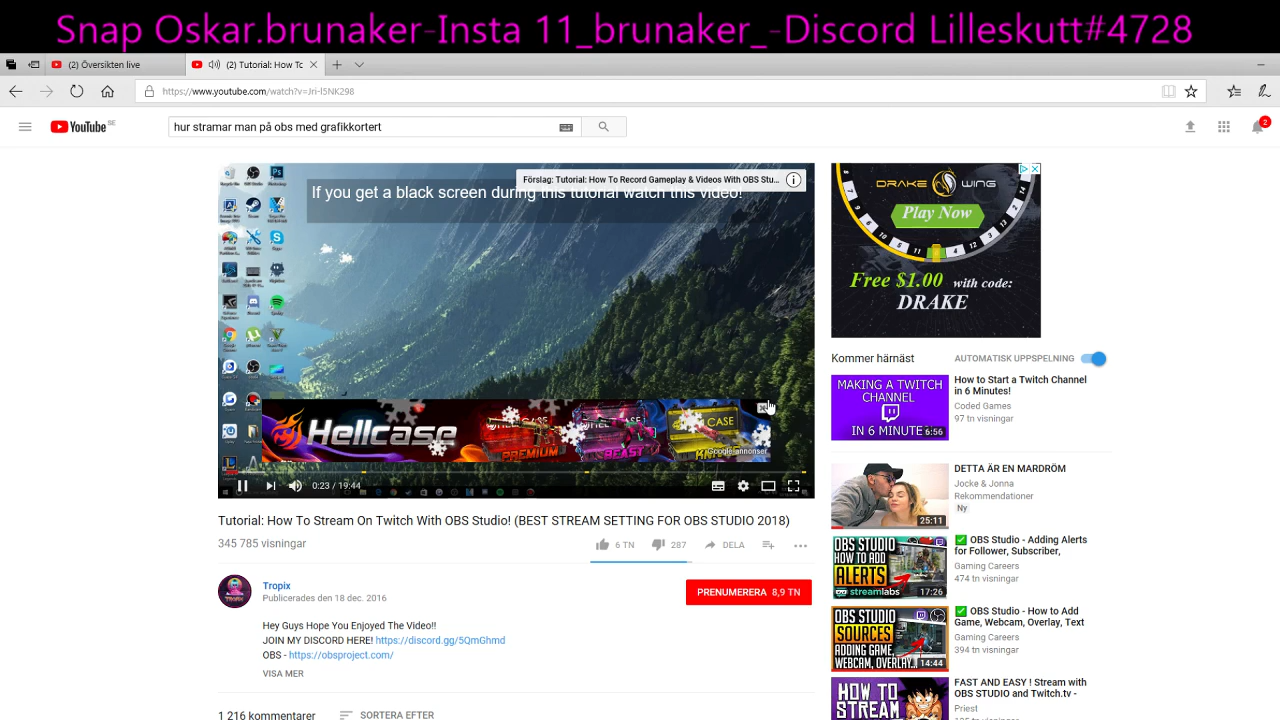 Snap Oskar.brunaker-Insta 11_brunaker_-Discord Lilleskutt#4728
(2) Översikten live
(2) Tutorial: How To
https://www.youtube.com/watch?v=Jri-I5NK298
YouTube SE
hur stramar man på obs med grafikkortert
2
Förslag: Tutorial: How To Record Gameplay & Videos With OBS Stu...
If you get a black screen during this tutorial watch this video!
Hellcase
PREMIUM
BEAST
CASE
Google-annonser
0:23 / 19:44
DRAKE WING
Play Now
Free $1.00 with code:
DRAKE
Kommer härnäst
AUTOMATISK UPPSPELNING
MAKING A TWITCH
CHANNEL
IN 6 MINUTE
6:56
How to Start a Twitch Channel
in 6 Minutes!
Coded Games
97 tn visningar
25:11
DETTA ÄR EN MARDRÖM
Jocke & Jonna
Rekommendationer
Ny
OBS STUDIO
HOW TO ADD
ALERTS
streamlabs
17:26
✅ OBS Studio - Adding Alerts
for Follower, Subscriber,
Gaming Careers
474 tn visningar
OBS STUDIO
SOURCES
ADDING GAME,
WEBCAM, OVERLAY...
14:44
✅ OBS Studio - How to Add
Game, Webcam, Overlay, Text
Gaming Careers
394 tn visningar
HOW TO
STREAM
FAST AND EASY ! Stream with
OBS STUDIO and Twitch.tv -
Priest
Tutorial: How To Stream On Twitch With OBS Studio! (BEST STREAM SETTING FOR OBS STUDIO 2018)
345 785 visningar
6 TN
287
DELA
Tropix
Publicerades den 18 dec. 2016
PRENUMERERA 8,9 TN
Hey Guys Hope You Enjoyed The Video!!
JOIN MY DISCORD HERE! https://discord.gg/5QmGhmd
OBS - https://obsproject.com/
VISA MER
1 216 kommentarer
SORTERA EFTER